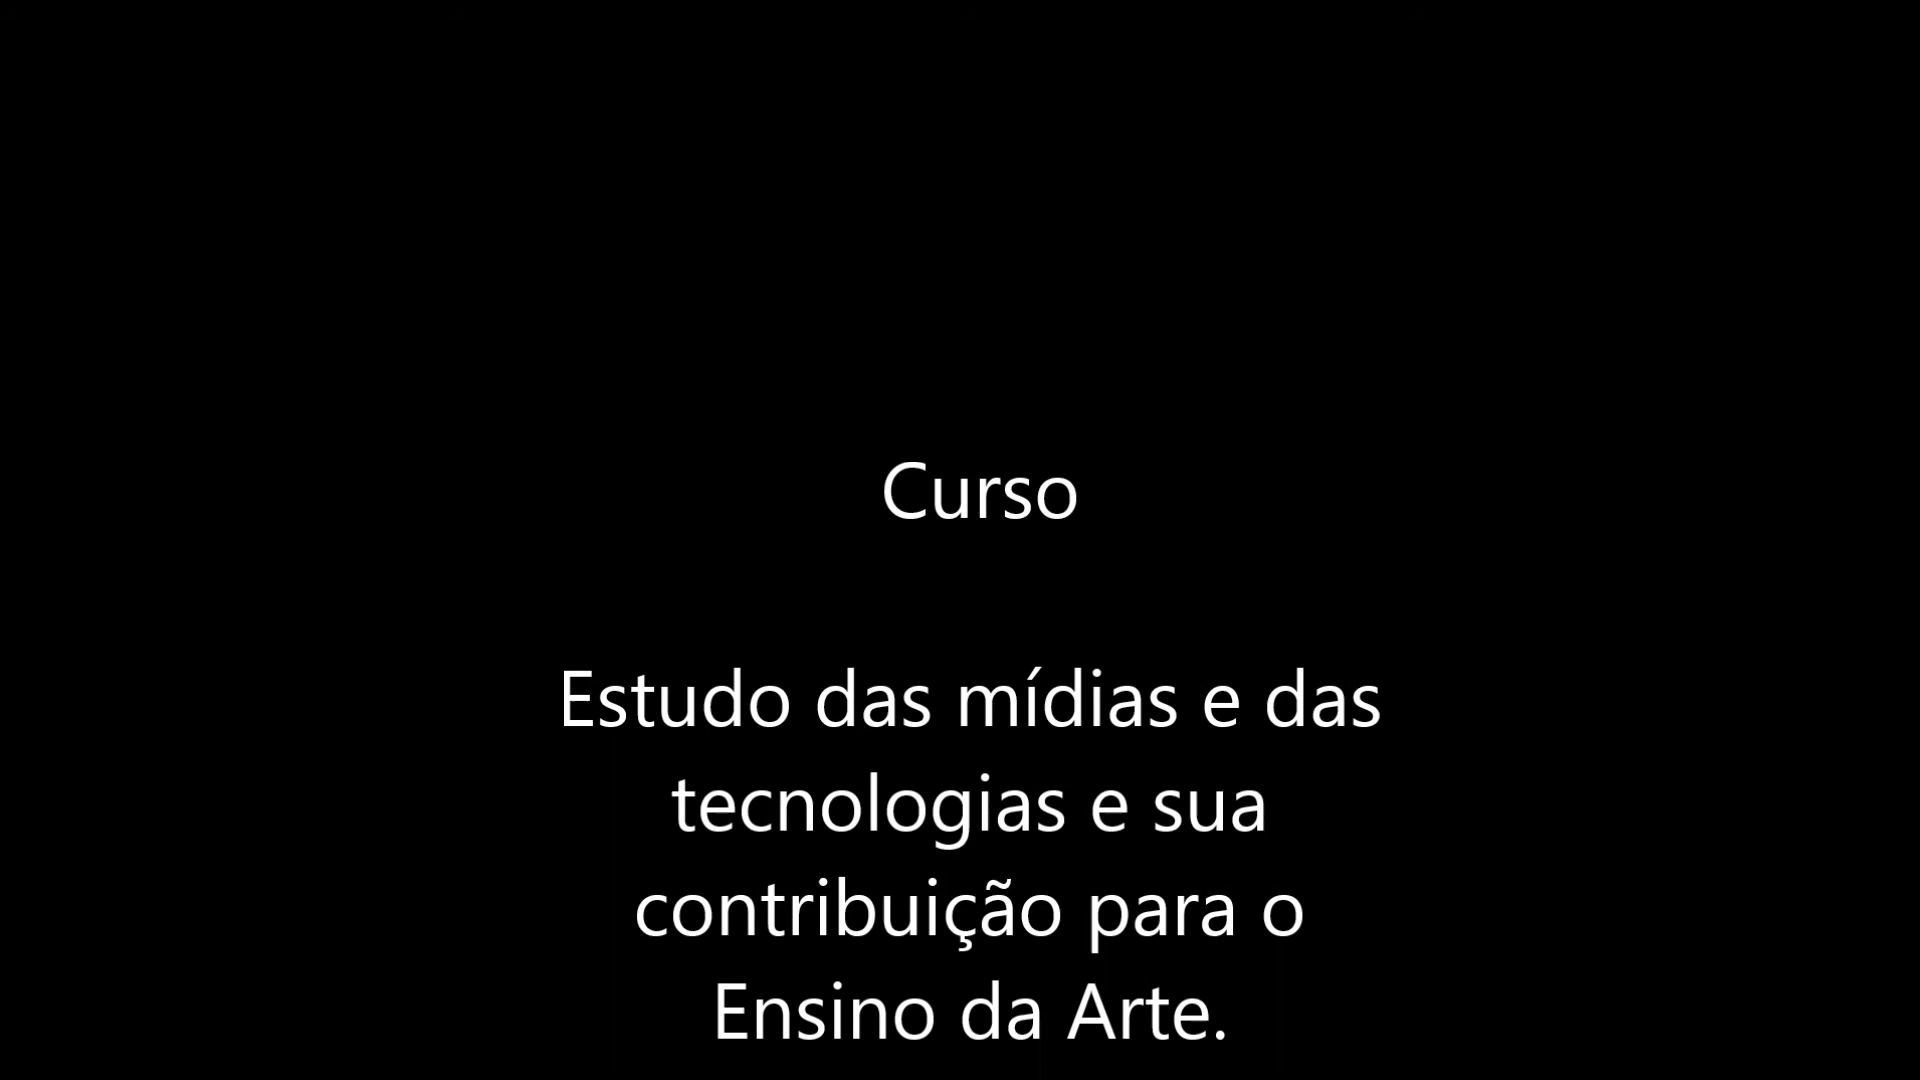 Curso
Estudo das mídias e das
tecnologias e sua
contribuição para o
Ensino da Arte.